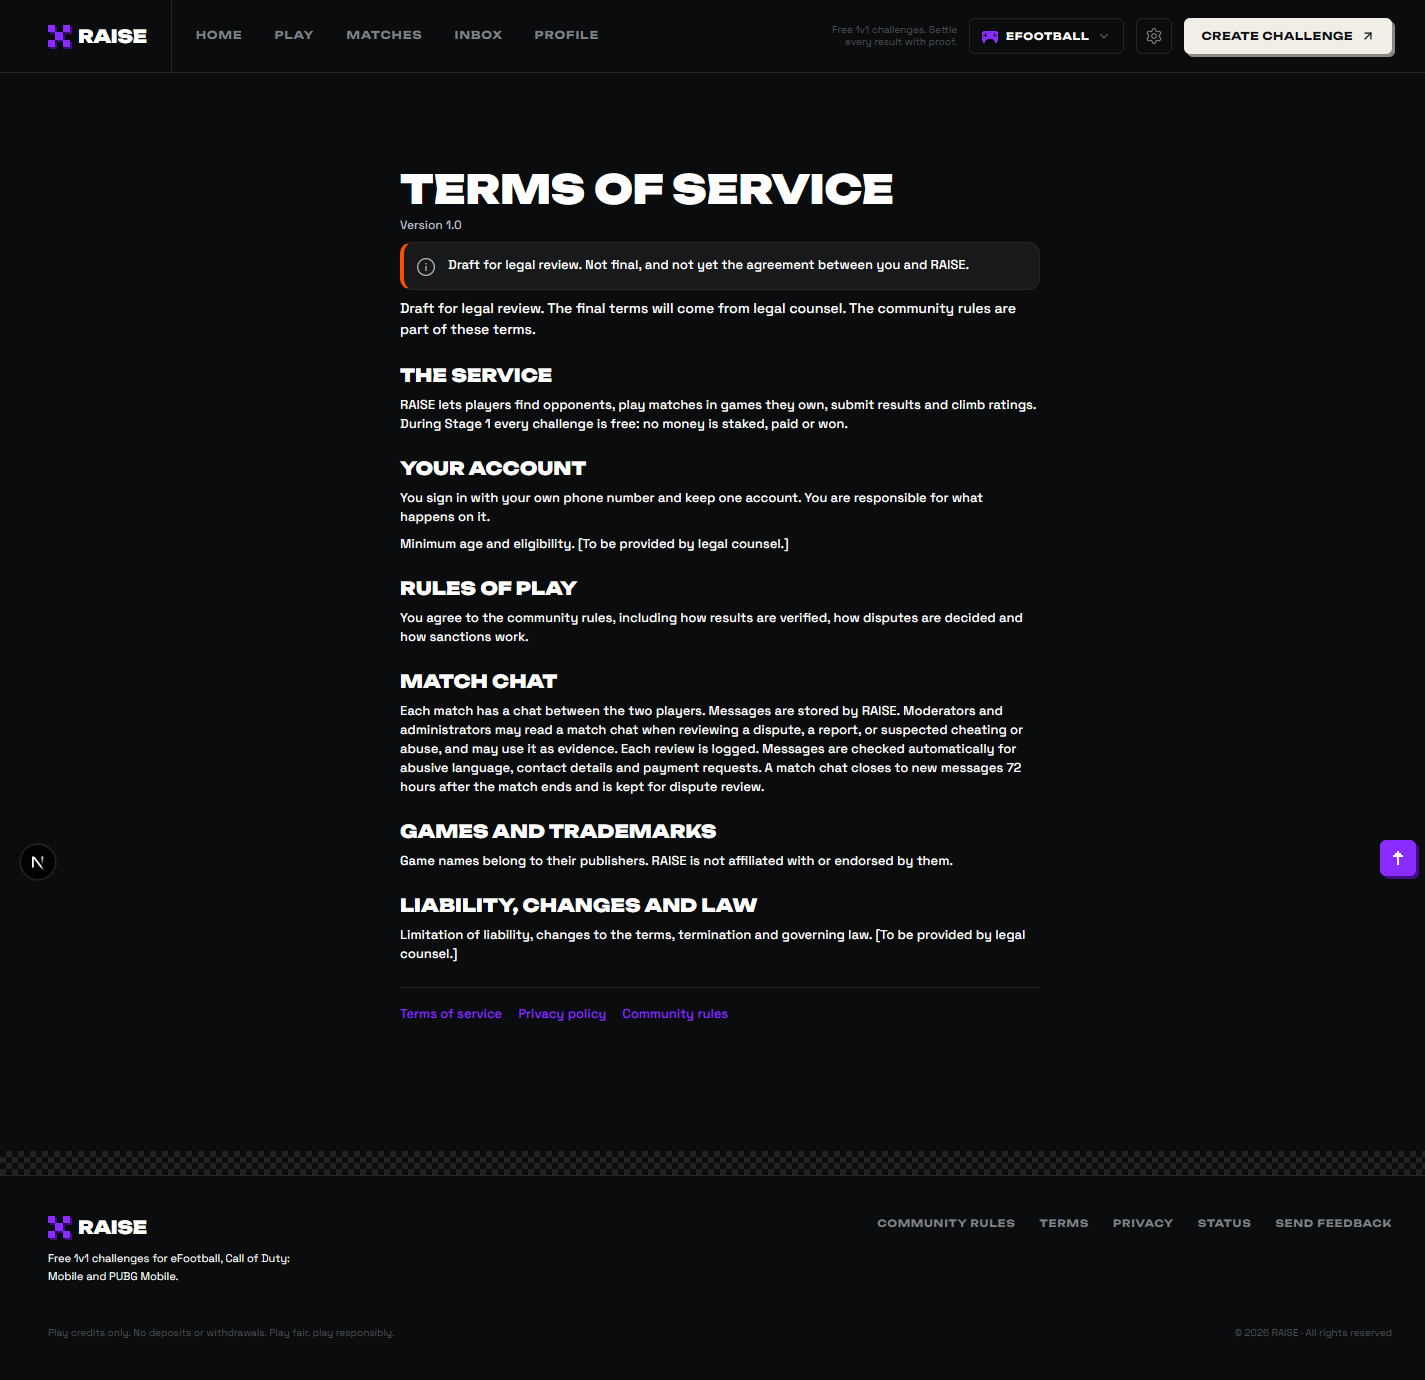 RAISE
HOME PLAY MATCHES INBOX PROFILE
Free 1v1 challenges. Settle
every result with proof.
EFOOTBALL
CREATE CHALLENGE
TERMS OF SERVICE
Version 1.0
Draft for legal review. Not final, and not yet the agreement between you and RAISE.
Draft for legal review. The final terms will come from legal counsel. The community rules are
part of these terms.
THE SERVICE
RAISE lets players find opponents, play matches in games they own, submit results and climb ratings.
During Stage 1 every challenge is free: no money is staked, paid or won.
YOUR ACCOUNT
You sign in with your own phone number and keep one account. You are responsible for what
happens on it.
Minimum age and eligibility. [To be provided by legal counsel.]
RULES OF PLAY
You agree to the community rules, including how results are verified, how disputes are decided and
how sanctions work.
MATCH CHAT
Each match has a chat between the two players. Messages are stored by RAISE. Moderators and
administrators may read a match chat when reviewing a dispute, a report, or suspected cheating or
abuse, and may use it as evidence. Each review is logged. Messages are checked automatically for
abusive language, contact details and payment requests. A match chat closes to new messages 72
hours after the match ends and is kept for dispute review.
GAMES AND TRADEMARKS
Game names belong to their publishers. RAISE is not affiliated with or endorsed by them.
LIABILITY, CHANGES AND LAW
Limitation of liability, changes to the terms, termination and governing law. [To be provided by legal
counsel.]
Terms of service Privacy policy Community rules
N
RAISE
COMMUNITY RULES TERMS PRIVACY STATUS SEND FEEDBACK
Free 1v1 challenges for eFootball, Call of Duty:
Mobile and PUBG Mobile.
Play credits only. No deposits or withdrawals. Play fair, play responsibly.
© 2026 RAISE · All rights reserved